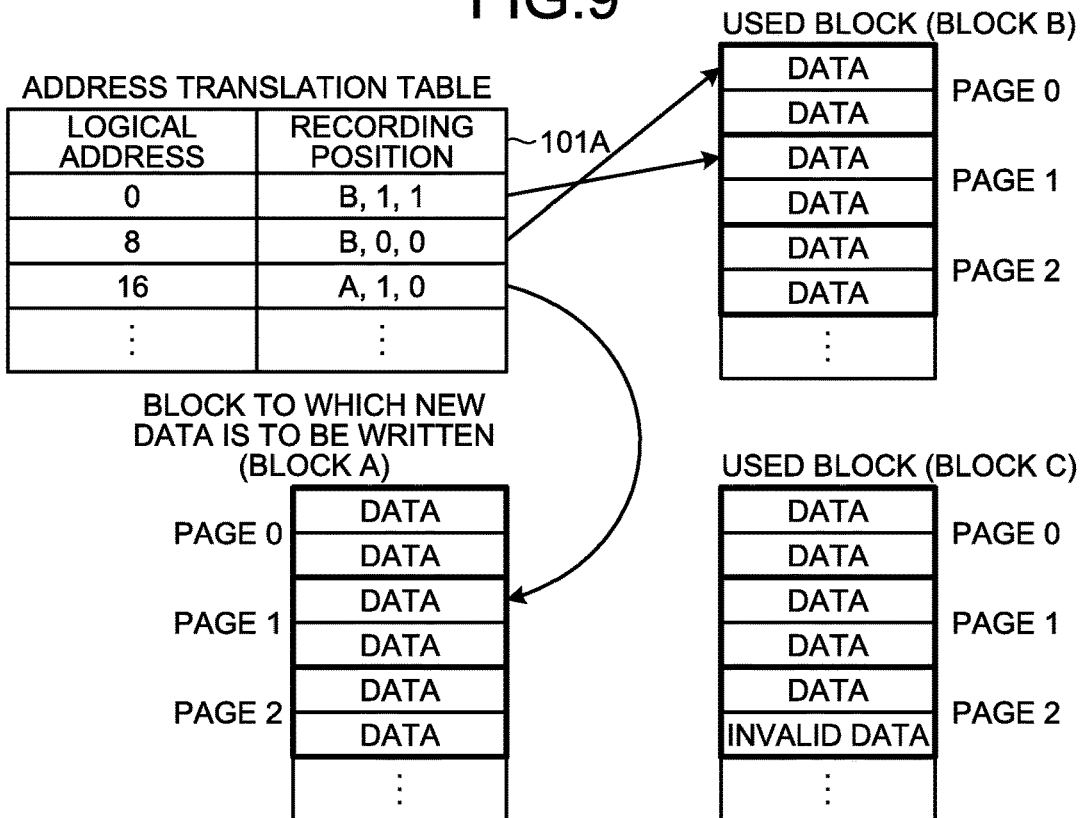 FIG.9
ADDRESS TRANSLATION TABLE
LOGICAL ADDRESS RECORDING POSITION
101A
0 B, 1, 1
8 B, 0, 0
16 A, 1, 0
⋮ ⋮
USED BLOCK (BLOCK B)
DATA
DATA
PAGE 0
DATA
DATA
PAGE 1
DATA
DATA
PAGE 2
⋮
BLOCK TO WHICH NEW
DATA IS TO BE WRITTEN
(BLOCK A)
PAGE 0
DATA
DATA
PAGE 1
DATA
DATA
PAGE 2
DATA
DATA
⋮
USED BLOCK (BLOCK C)
DATA
DATA
PAGE 0
DATA
DATA
PAGE 1
DATA
INVALID DATA
PAGE 2
⋮